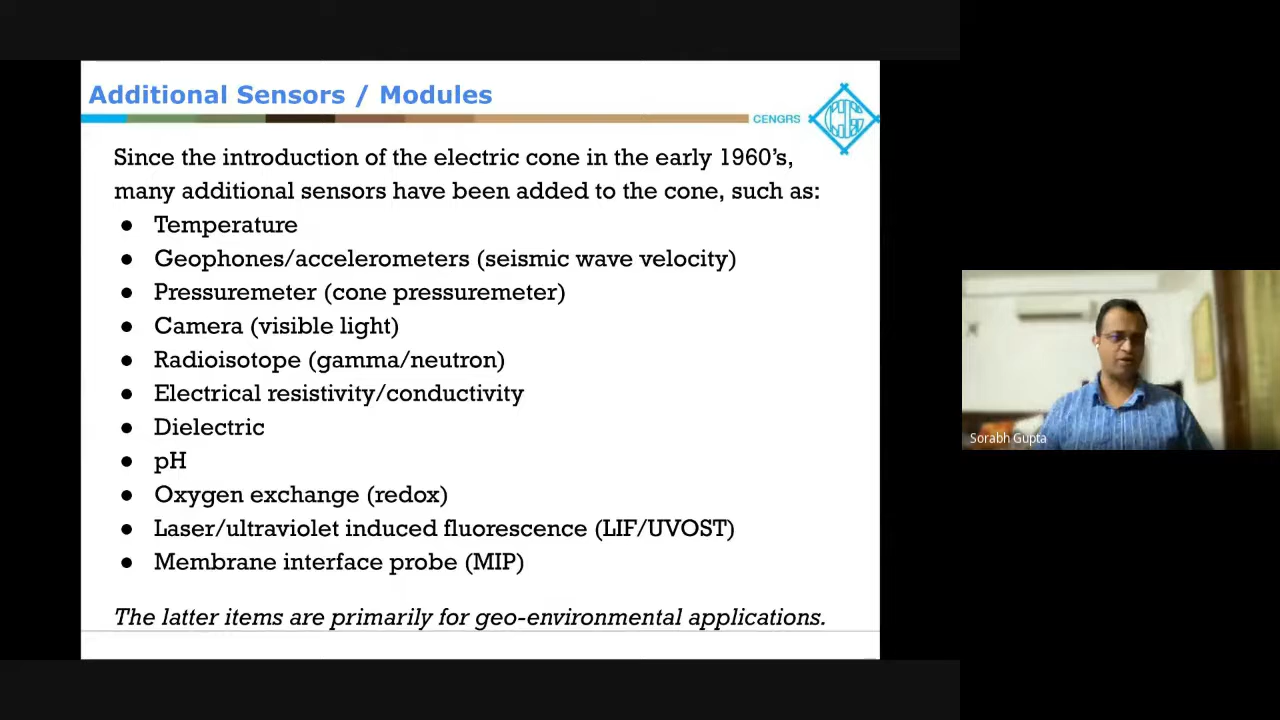 Additional Sensors / Modules
CENGRS
Since the introduction of the electric cone in the early 1960's,
many additional sensors have been added to the cone, such as:
● Temperature
● Geophones/accelerometers (seismic wave velocity)
● Pressuremeter (cone pressuremeter)
● Camera (visible light)
● Radioisotope (gamma/neutron)
● Electrical resistivity/conductivity
● Dielectric
● pH
● Oxygen exchange (redox)
● Laser/ultraviolet induced fluorescence (LIF/UVOST)
● Membrane interface probe (MIP)
The latter items are primarily for geo-environmental applications.
Sorabh Gupta